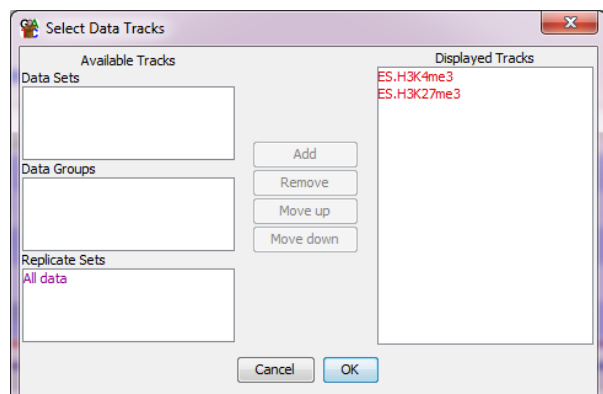 Select Data Tracks
Available Tracks
Data Sets
Data Groups
Replicate Sets
All data
Add
Remove
Move up
Move down
Displayed Tracks
ES.H3K4me3
ES.H3K27me3
Cancel
OK